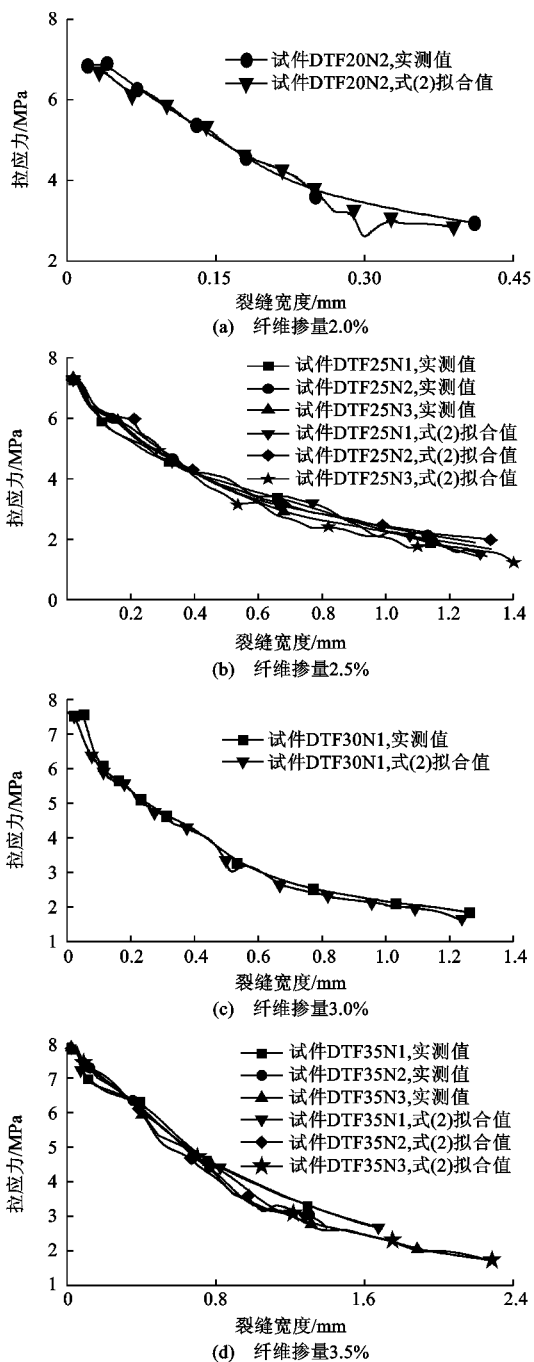 8
试件DTF20N2,实测值
试件DTF20N2,式(2)拟合值
6
4
2
拉应力/MPa
0
0.15
0.30
0.45
裂缝宽度/mm
(a) 纤维掺量2.0%
8
试件DTF25N1,实测值
试件DTF25N2,实测值
试件DTF25N3,实测值
试件DTF25N1,式(2)拟合值
试件DTF25N2,式(2)拟合值
试件DTF25N3,式(2)拟合值
6
4
2
0
拉应力/MPa
0.2
0.4
0.6
0.8
1.0
1.2
1.4
裂缝宽度/mm
(b) 纤维掺量2.5%
8
试件DTF30N1,实测值
试件DTF30N1,式(2)拟合值
7
6
5
4
3
2
1
拉应力/MPa
0
0.2
0.4
0.6
0.8
1.0
1.2
1.4
裂缝宽度/mm
(c) 纤维掺量3.0%
8
试件DTF35N1,实测值
试件DTF35N2,实测值
试件DTF35N3,实测值
试件DTF35N1,式(2)拟合值
试件DTF35N2,式(2)拟合值
试件DTF35N3,式(2)拟合值
7
6
5
4
3
2
1
拉应力/MPa
0
0.8
1.6
2.4
裂缝宽度/mm
(d) 纤维掺量3.5%